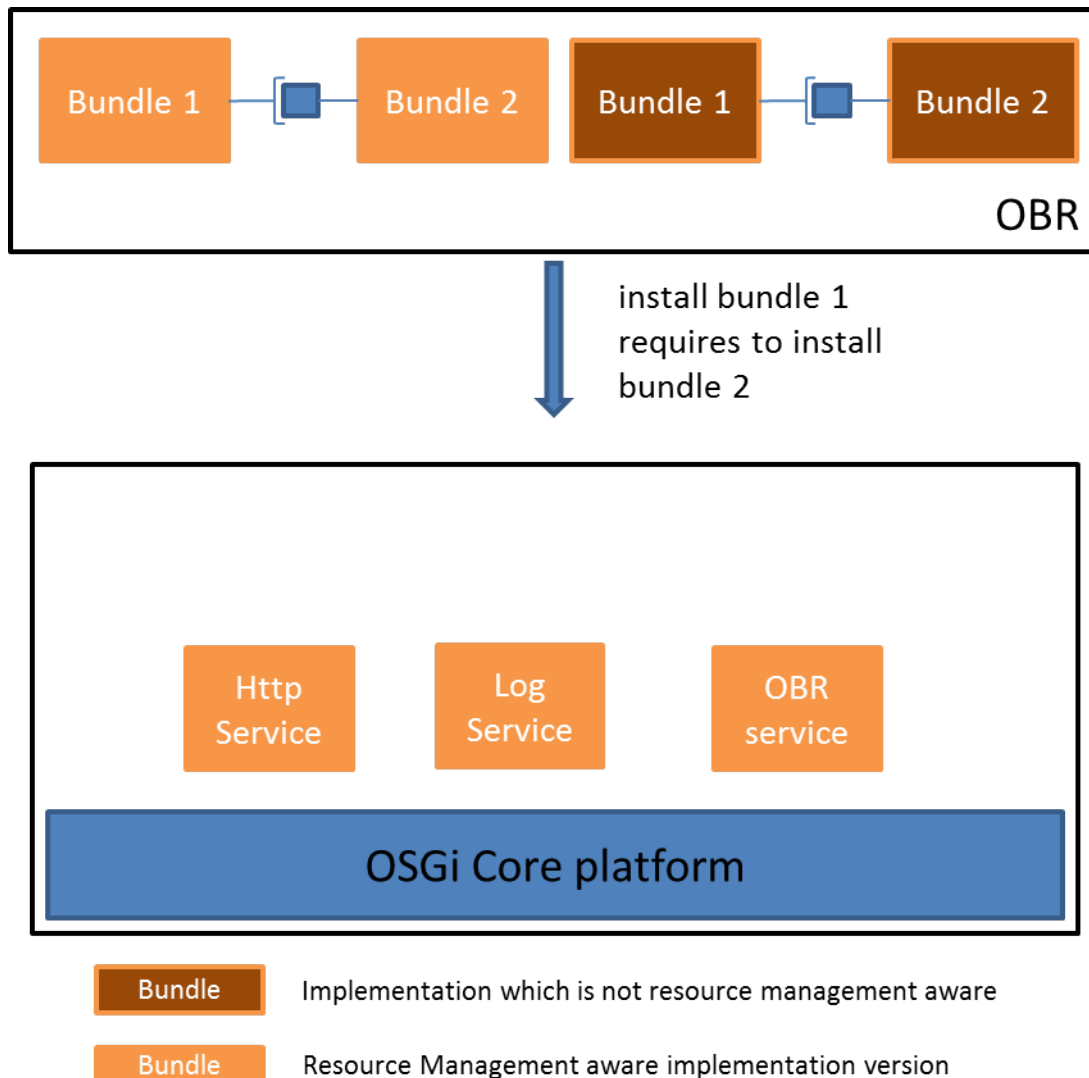 Bundle 1
Bundle 2
Bundle 1
Bundle 2
OBR
install bundle 1
requires to install
bundle 2
Http
Service
Log
Service
OBR
service
OSGi Core platform
Bundle
Implementation which is not resource management aware
Bundle
Resource Management aware implementation version